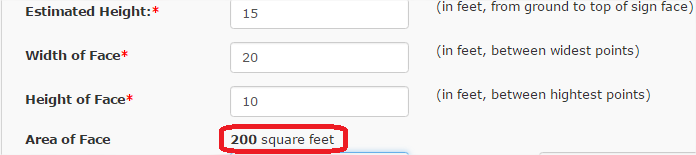 Estimated Height:* 15 (in feet, from ground to top of sign face)
Width of Face* 20 (in feet, between widest points)
Height of Face* 10 (in feet, between hightest points)
Area of Face 200 square feet